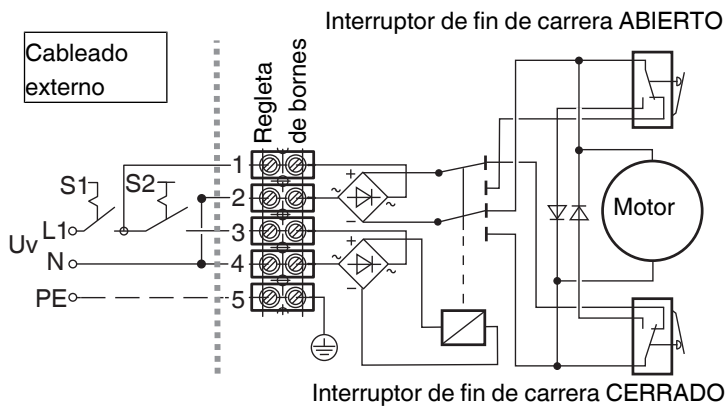 Interruptor de fin de carrera ABIERTO
Cableado
externo
Regleta
de bornes
S1
S2
1
2
3
4
5
Uv
L1
N
PE
+
~
~
−
+
~
~
−
Motor
Interruptor de fin de carrera CERRADO